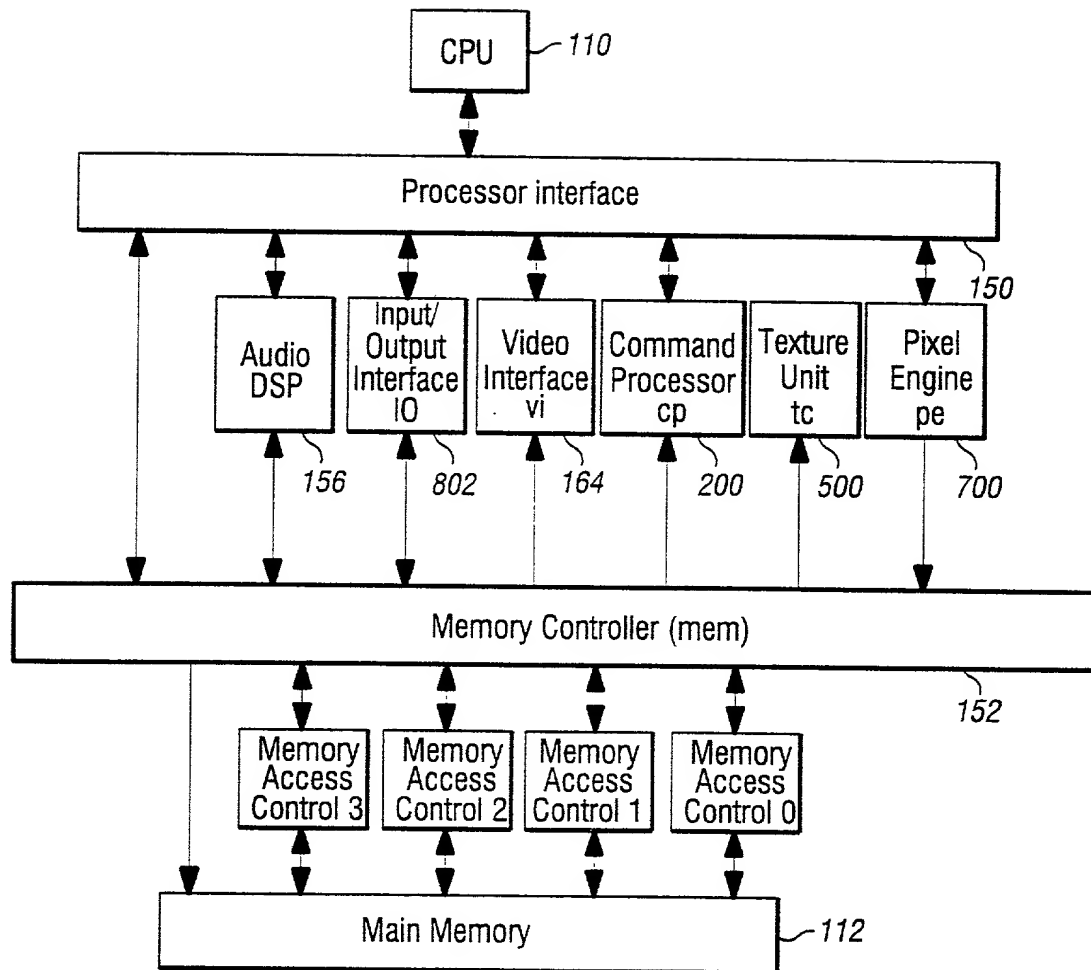 CPU
110
Processor interface
150
Audio
DSP
156
Input/
Output
Interface
IO
802
Video
Interface
vi
164
Command
Processor
cp
200
Texture
Unit
tc
500
Pixel
Engine
pe
700
Memory Controller (mem)
152
Memory
Access
Control 3
Memory
Access
Control 2
Memory
Access
Control 1
Memory
Access
Control 0
Main Memory
112